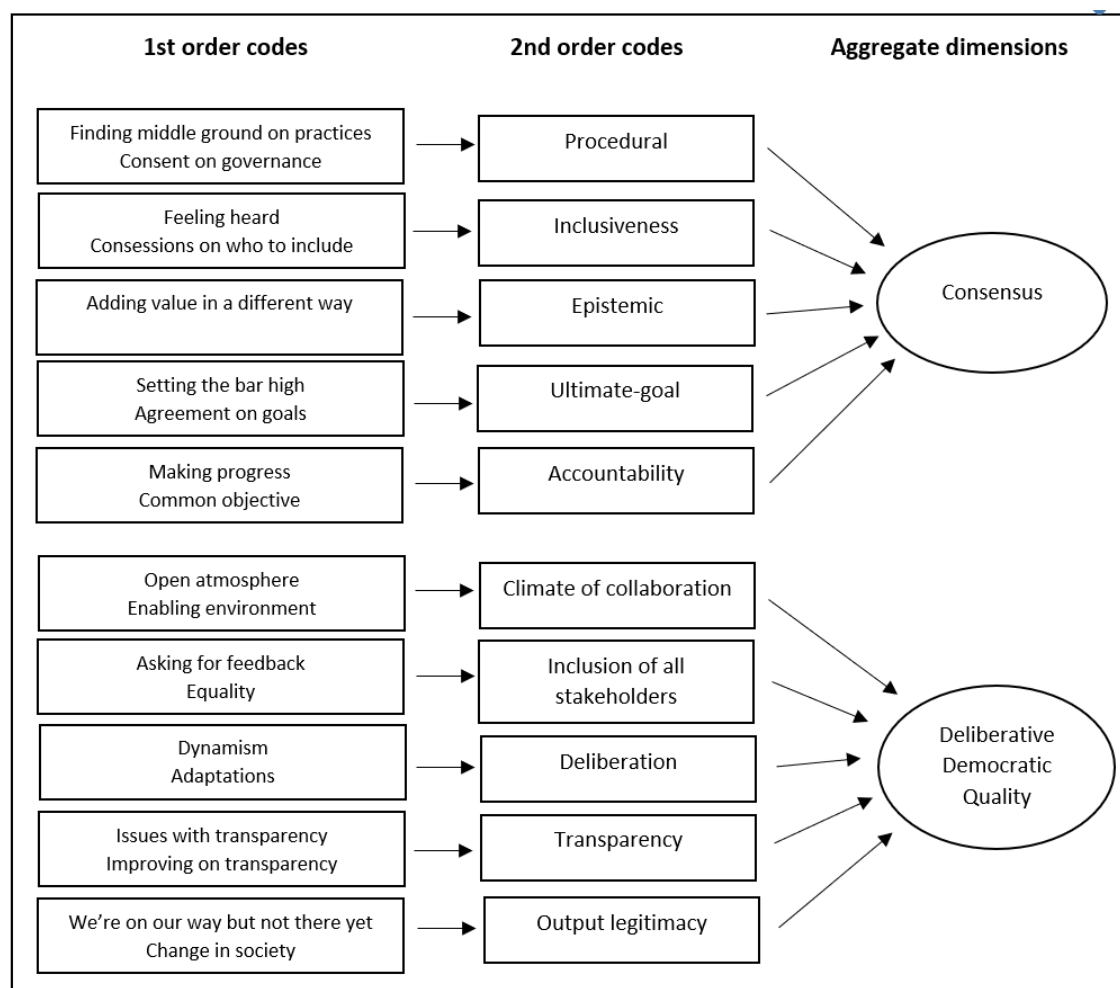 1st order codes
2nd order codes
Aggregate dimensions
Finding middle ground on practices
Consent on governance
Procedural
Feeling heard
Consessions on who to include
Inclusiveness
Adding value in a different way
Epistemic
Setting the bar high
Agreement on goals
Ultimate-goal
Making progress
Common objective
Accountability
Consensus
Open atmosphere
Enabling environment
Climate of collaboration
Asking for feedback
Equality
Inclusion of all
stakeholders
Dynamism
Adaptations
Deliberation
Issues with transparency
Improving on transparency
Transparency
We're on our way but not there yet
Change in society
Output legitimacy
Deliberative
Democratic
Quality